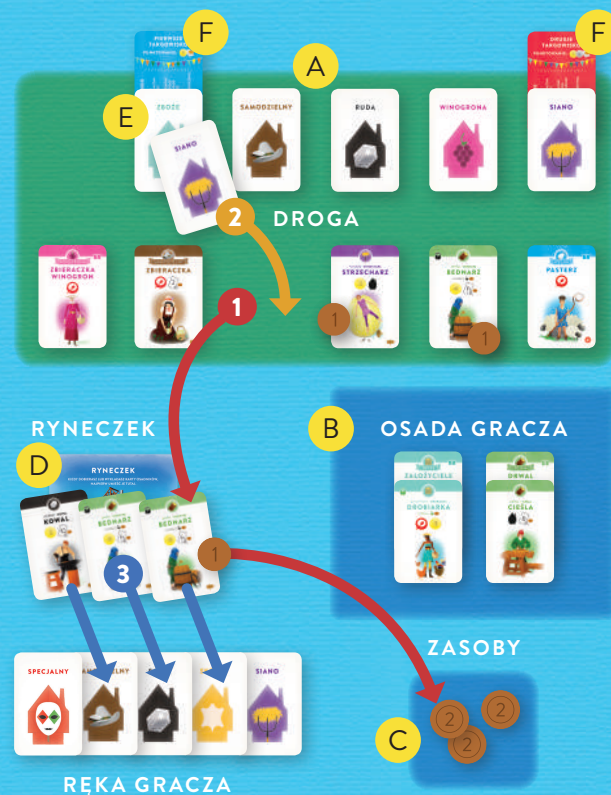 F
F
A
PIERWSZE
TARGOWISKO
DRUGIE
TARGOWISKO
E
ZBOŻE
SAMODZIELNY
RUDA
WINOGRONA
SIANO
SIANO
2
DROGA
ZBIERACZKA
WINOGRON
ZBIERACZKA
1
STRZECHARZ
1
BEDNARZ
1
PASTERZ
RYNECZEK
B
OSADA GRACZA
D
RYNECZEK
KOWAL
BEDNARZ
BEDNARZ
ZAŁOŻYCIELE
DROBIARKA
DRWAL
CIEŚLA
3
1
ZASOBY
SPECJALNY
SIANO
C
2
2
2
RĘKA GRACZA